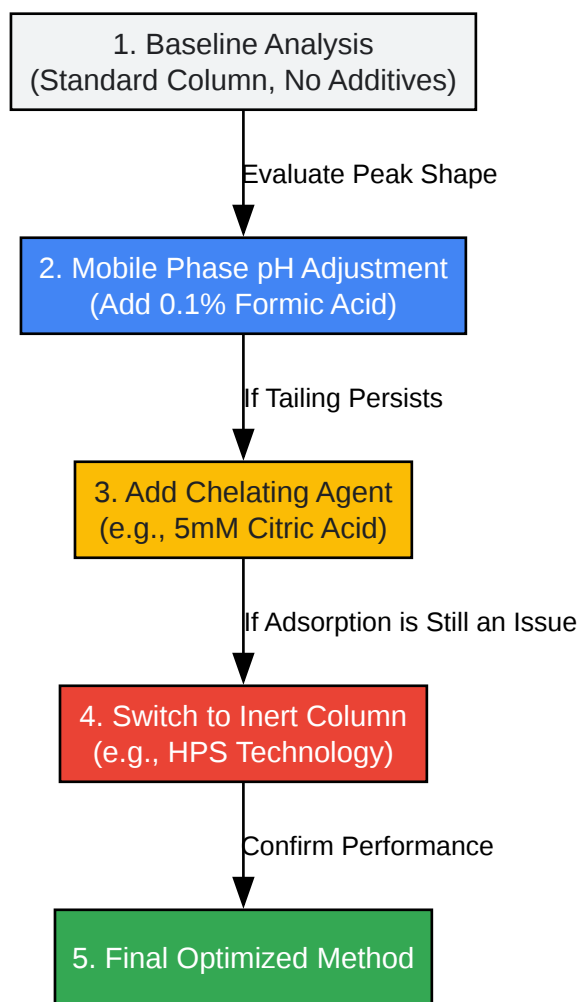 1. Baseline Analysis
(Standard Column, No Additives)
Evaluate Peak Shape
2. Mobile Phase pH Adjustment
(Add 0.1% Formic Acid)
If Tailing Persists
3. Add Chelating Agent
(e.g., 5mM Citric Acid)
If Adsorption is Still an Issue
4. Switch to Inert Column
(e.g., HPS Technology)
Confirm Performance
5. Final Optimized Method